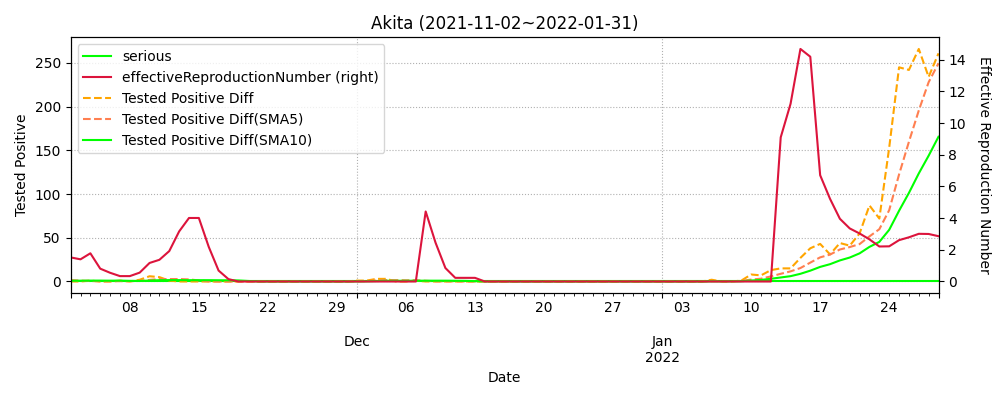 Akita (2021-11-02~2022-01-31)
serious
effectiveReproductionNumber (right)
Tested Positive Diff
Tested Positive Diff(SMA5)
Tested Positive Diff(SMA10)
Tested Positive
250
200
150
100
50
0
14
12
10
8
6
4
2
0
Effective Reproduction Number
08 15 22 29 06 13 20 27 03 10 17 24
Dec Jan
2022
Date